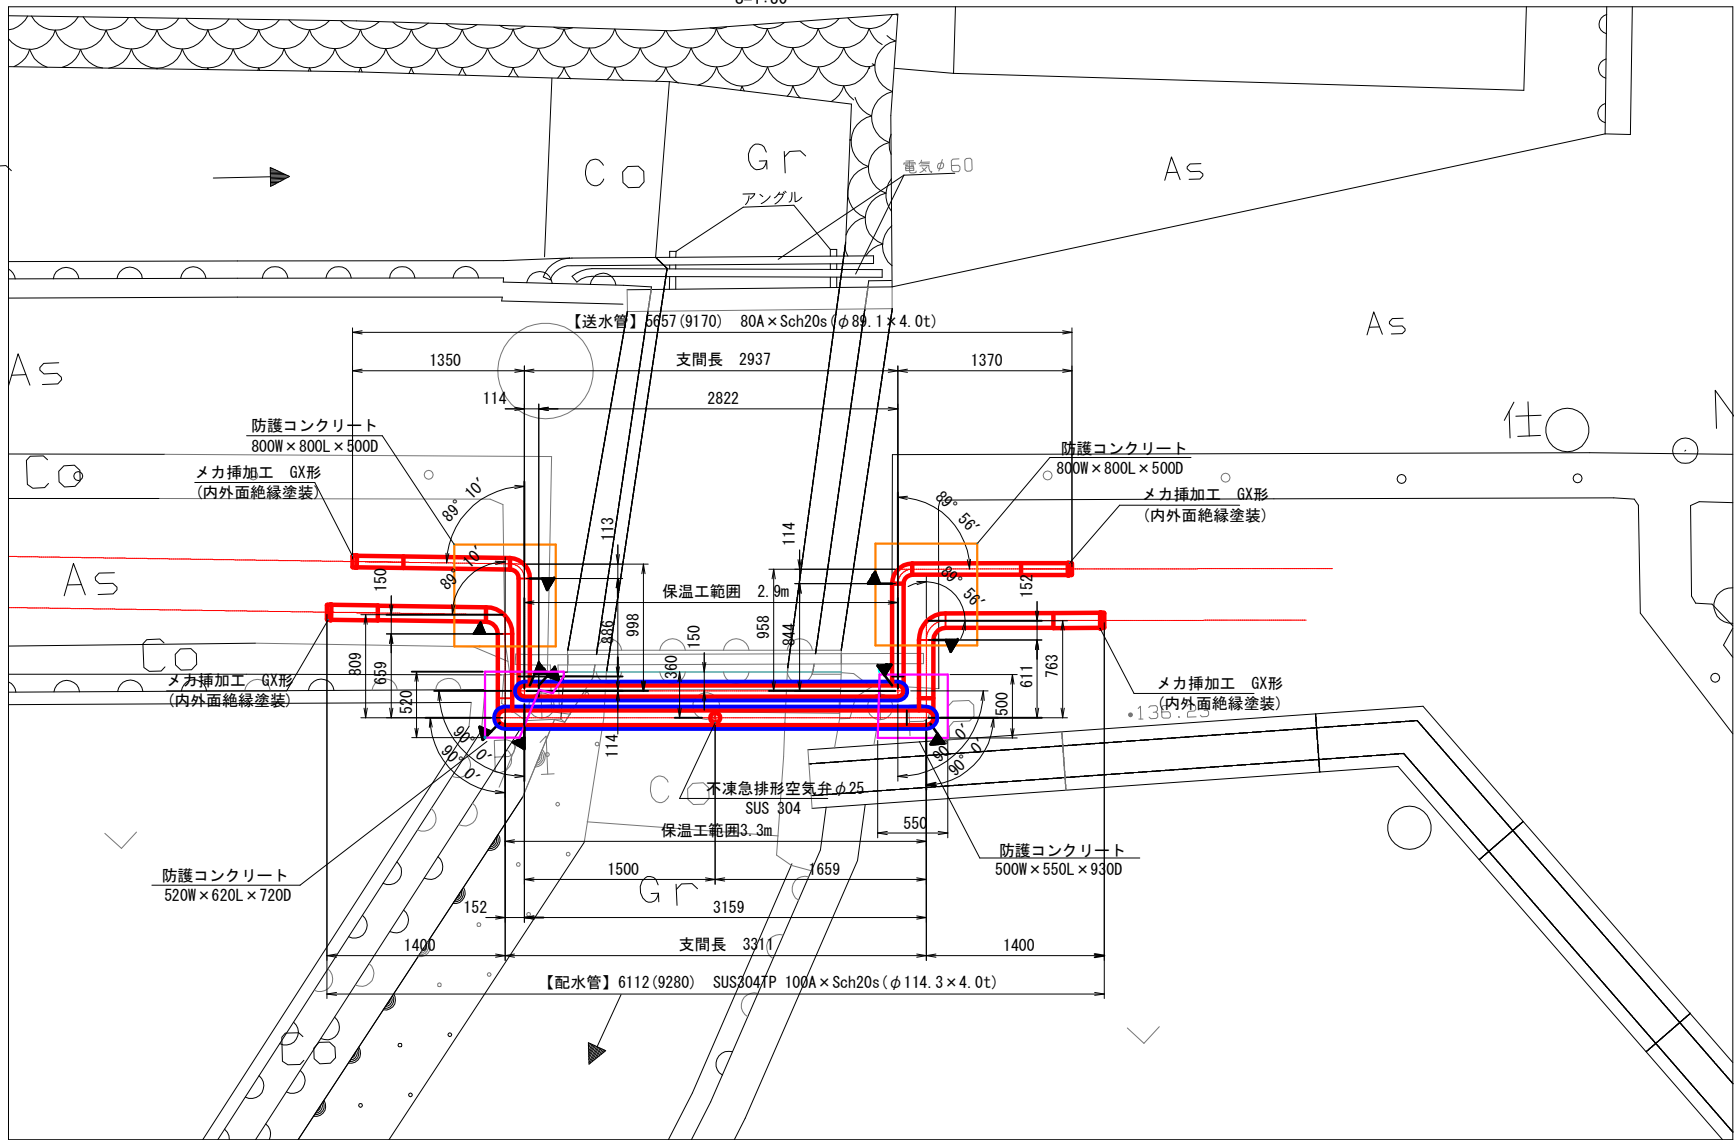 Co
Gr
電気φ60
As
アングル
As
As
【送水管】5657(9170) 80A×Sch20s(φ89.1×4.0t)
1350
支間長 2937
1370
114
2822
防護コンクリート
800W×800L×500D
メカ挿加工 GX形
(内外面絶縁塗装)
Co
仕
防護コンクリート
800W×800L×500D
メカ挿加工 GX形
(内外面絶縁塗装)
89° 10′
89° 10′
113
114
89° 56′
89° 56′
As
150
保温工範囲 2.9m
152
886
998
150
958
844
809
659
360
611
763
Co
メカ挿加工 GX形
(内外面絶縁塗装)
520
500
メカ挿加工 GX形
(内外面絶縁塗装)
136.25
90° 0′
90° 0′
114
90° 0′
90° 0′
Co
不凍急排形空気弁φ25
SUS 304
保温工範囲3.3m
550
防護コンクリート
520W×620L×720D
防護コンクリート
500W×550L×930D
1500
1659
Gr
152
3159
1400
支間長 3311
1400
【配水管】6112(9280) SUS304TP 100A×Sch20s(φ114.3×4.0t)
Co